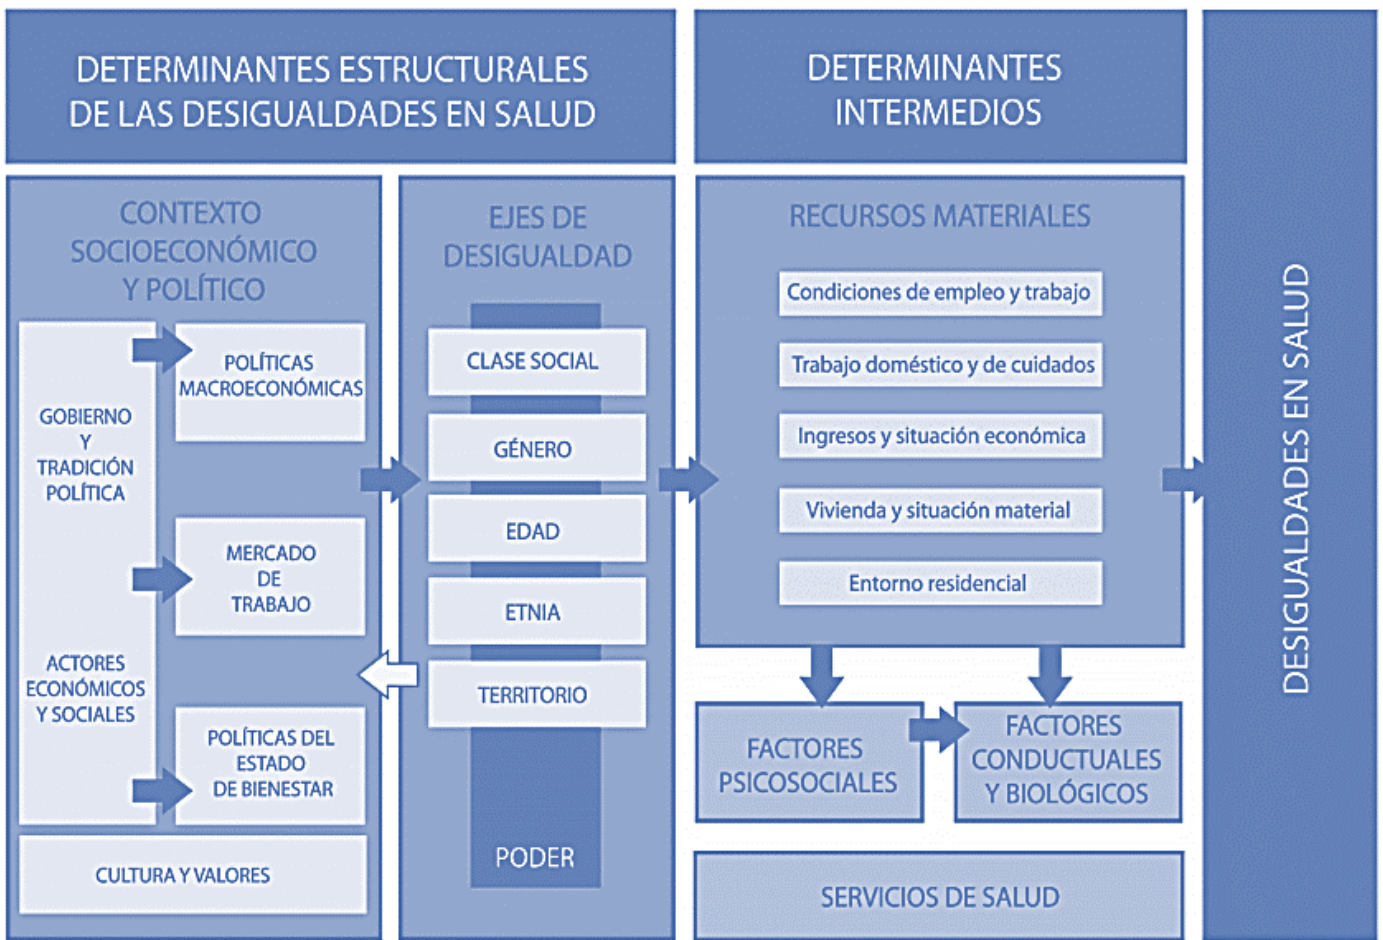 DETERMINANTES ESTRUCTURALES
DE LAS DESIGUALDADES EN SALUD
DETERMINANTES
INTERMEDIOS
CONTEXTO
SOCIOECONÓMICO
Y POLÍTICO
GOBIERNO
Y
TRADICIÓN
POLÍTICA
ACTORES
ECONÓMICOS
Y SOCIALES
POLÍTICAS
MACROECONÓMICAS
MERCADO
DE
TRABAJO
POLÍTICAS DEL
ESTADO
DE BIENESTAR
CULTURA Y VALORES
EJES DE
DESIGUALDAD
CLASE SOCIAL
GÉNERO
EDAD
ETNIA
TERRITORIO
PODER
RECURSOS MATERIALES
Condiciones de empleo y trabajo
Trabajo doméstico y de cuidados
Ingresos y situación económica
Vivienda y situación material
Entorno residencial
FACTORES
PSICOSOCIALES
FACTORES
CONDUCTUALES
Y BIOLÓGICOS
SERVICIOS DE SALUD
DESIGUALDADES EN SALUD